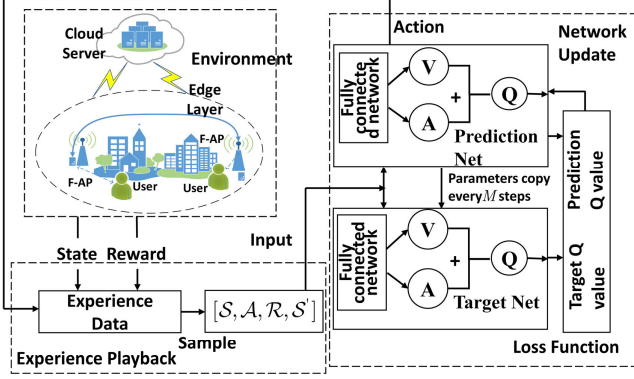 Cloud
Server
Environment
Edge
Layer
F-AP
F-AP
User
User
State Reward
Input
Experience
Data
[S, A, R, S']
Sample
Experience Playback
Action
Network
Update
Fully
connecte
d network
V
A
+
Q
Prediction
Net
Parameters copy
every M steps
Fully
connected
network
V
A
+
Q
Target Net
Prediction
Q value
Target Q
value
Loss Function